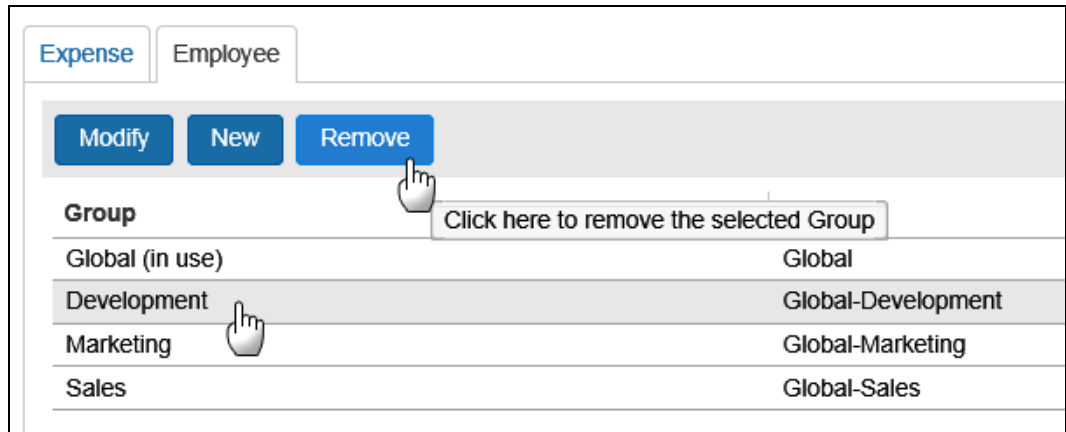 Expense Employee
Modify New Remove
Group
Click here to remove the selected Group
Global (in use) Global
Development Global-Development
Marketing Global-Marketing
Sales Global-Sales